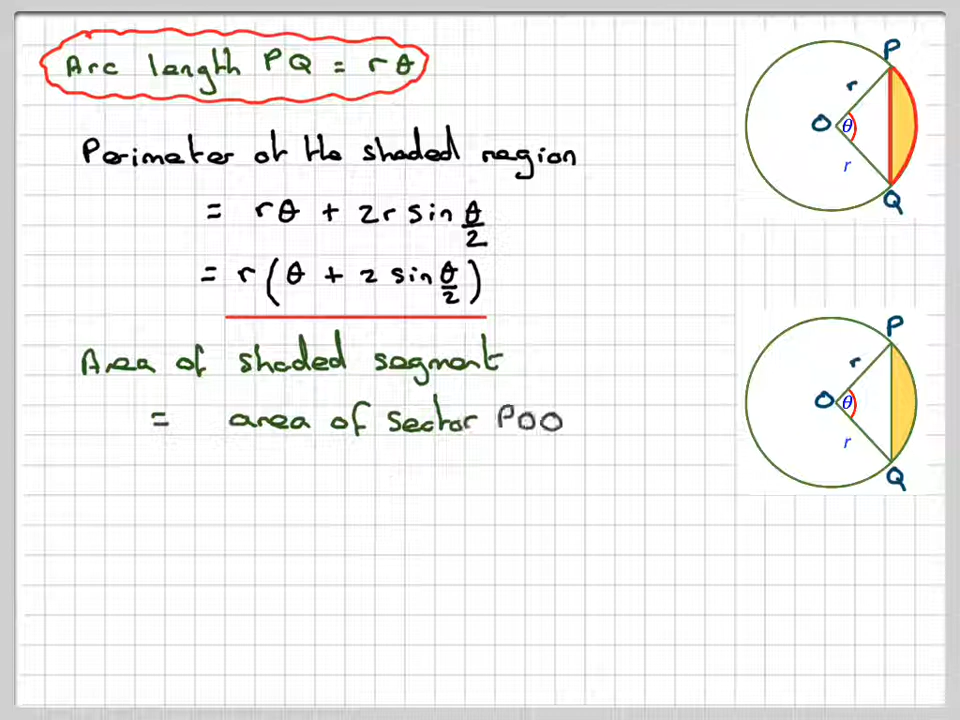 Arc length PQ = rθ
Perimeter of the shaded region
= rθ + 2r sin θ/2
= r(θ + 2 sin θ/2)
Area of shaded segment
= area of sector POO
P
r
O
θ
r
Q
P
r
O
θ
r
Q